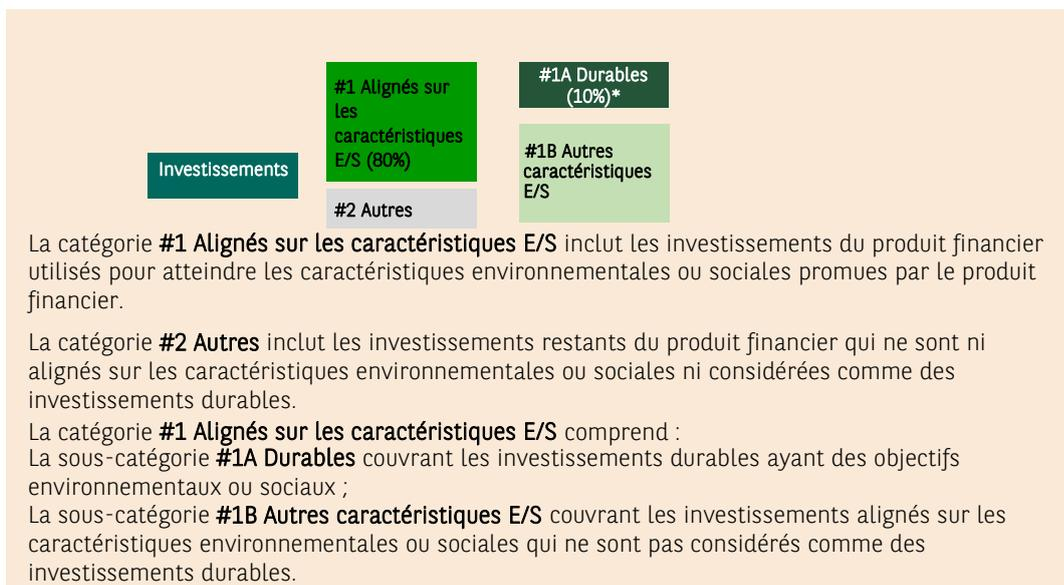 #1 Alignés sur
les
caractéristiques
E/S (80%)
#1A Durables
(10%)*
Investissements
#1B Autres
caractéristiques
E/S
#2 Autres
La catégorie #1 Alignés sur les caractéristiques E/S inclut les investissements du produit financier
utilisés pour atteindre les caractéristiques environnementales ou sociales promues par le produit
financier.
La catégorie #2 Autres inclut les investissements restants du produit financier qui ne sont ni
alignés sur les caractéristiques environnementales ou sociales ni considérées comme des
investissements durables.
La catégorie #1 Alignés sur les caractéristiques E/S comprend :
La sous-catégorie #1A Durables couvrant les investissements durables ayant des objectifs
environnementaux ou sociaux ;
La sous-catégorie #1B Autres caractéristiques E/S couvrant les investissements alignés sur les
caractéristiques environnementales ou sociales qui ne sont pas considérés comme des
investissements durables.